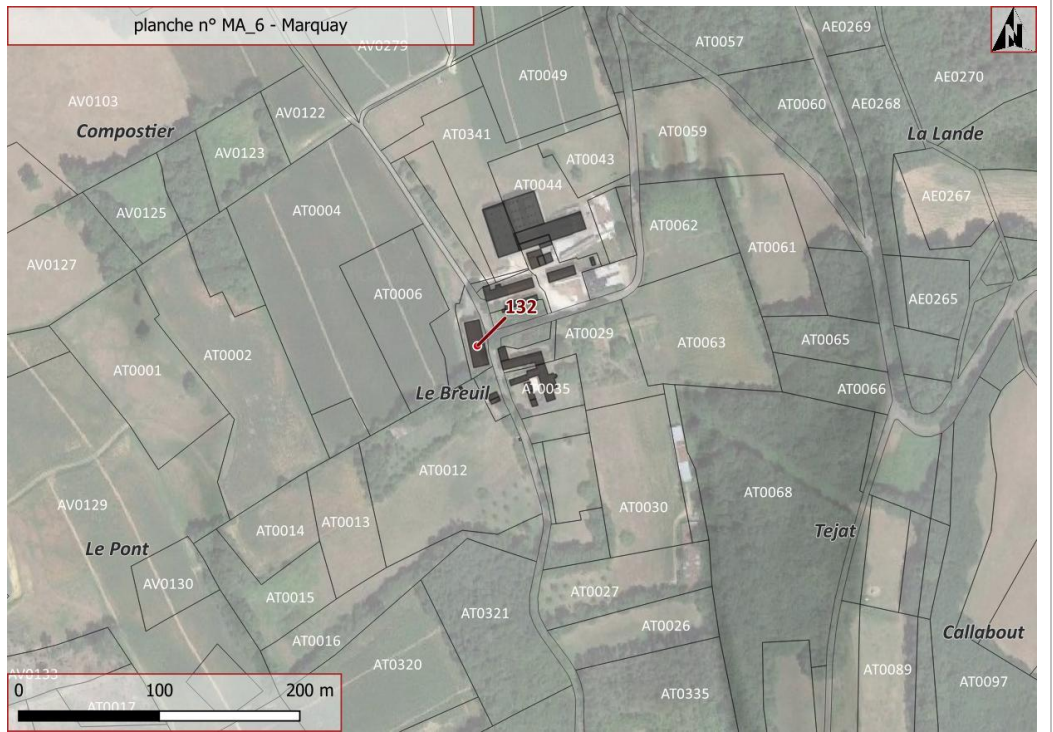 planche n° MA_6 - Marquay
N
AV0279
AT0057
AE0269
AT0049
AE0270
AV0103
AT0060
AE0268
AV0122
Compostier
AT0341
AT0059
La Lande
AV0123
AT0043
AT0044
AE0267
AV0125
AT0004
AT0062
AT0061
AV0127
AT0006
AE0265
132
AT0029
AT0065
AT0063
AT0002
AT0001
AT0035
AT0066
Le Breuil
AT0012
AT0068
AV0129
AT0030
AT0014
AT0013
Tejat
Le Pont
AV0130
AT0027
AT0015
AT0321
AT0026
AT0016
Callabout
AT0320
AT0089
AV0133
AT0097
AT0335
0 100 200 m
AT0017